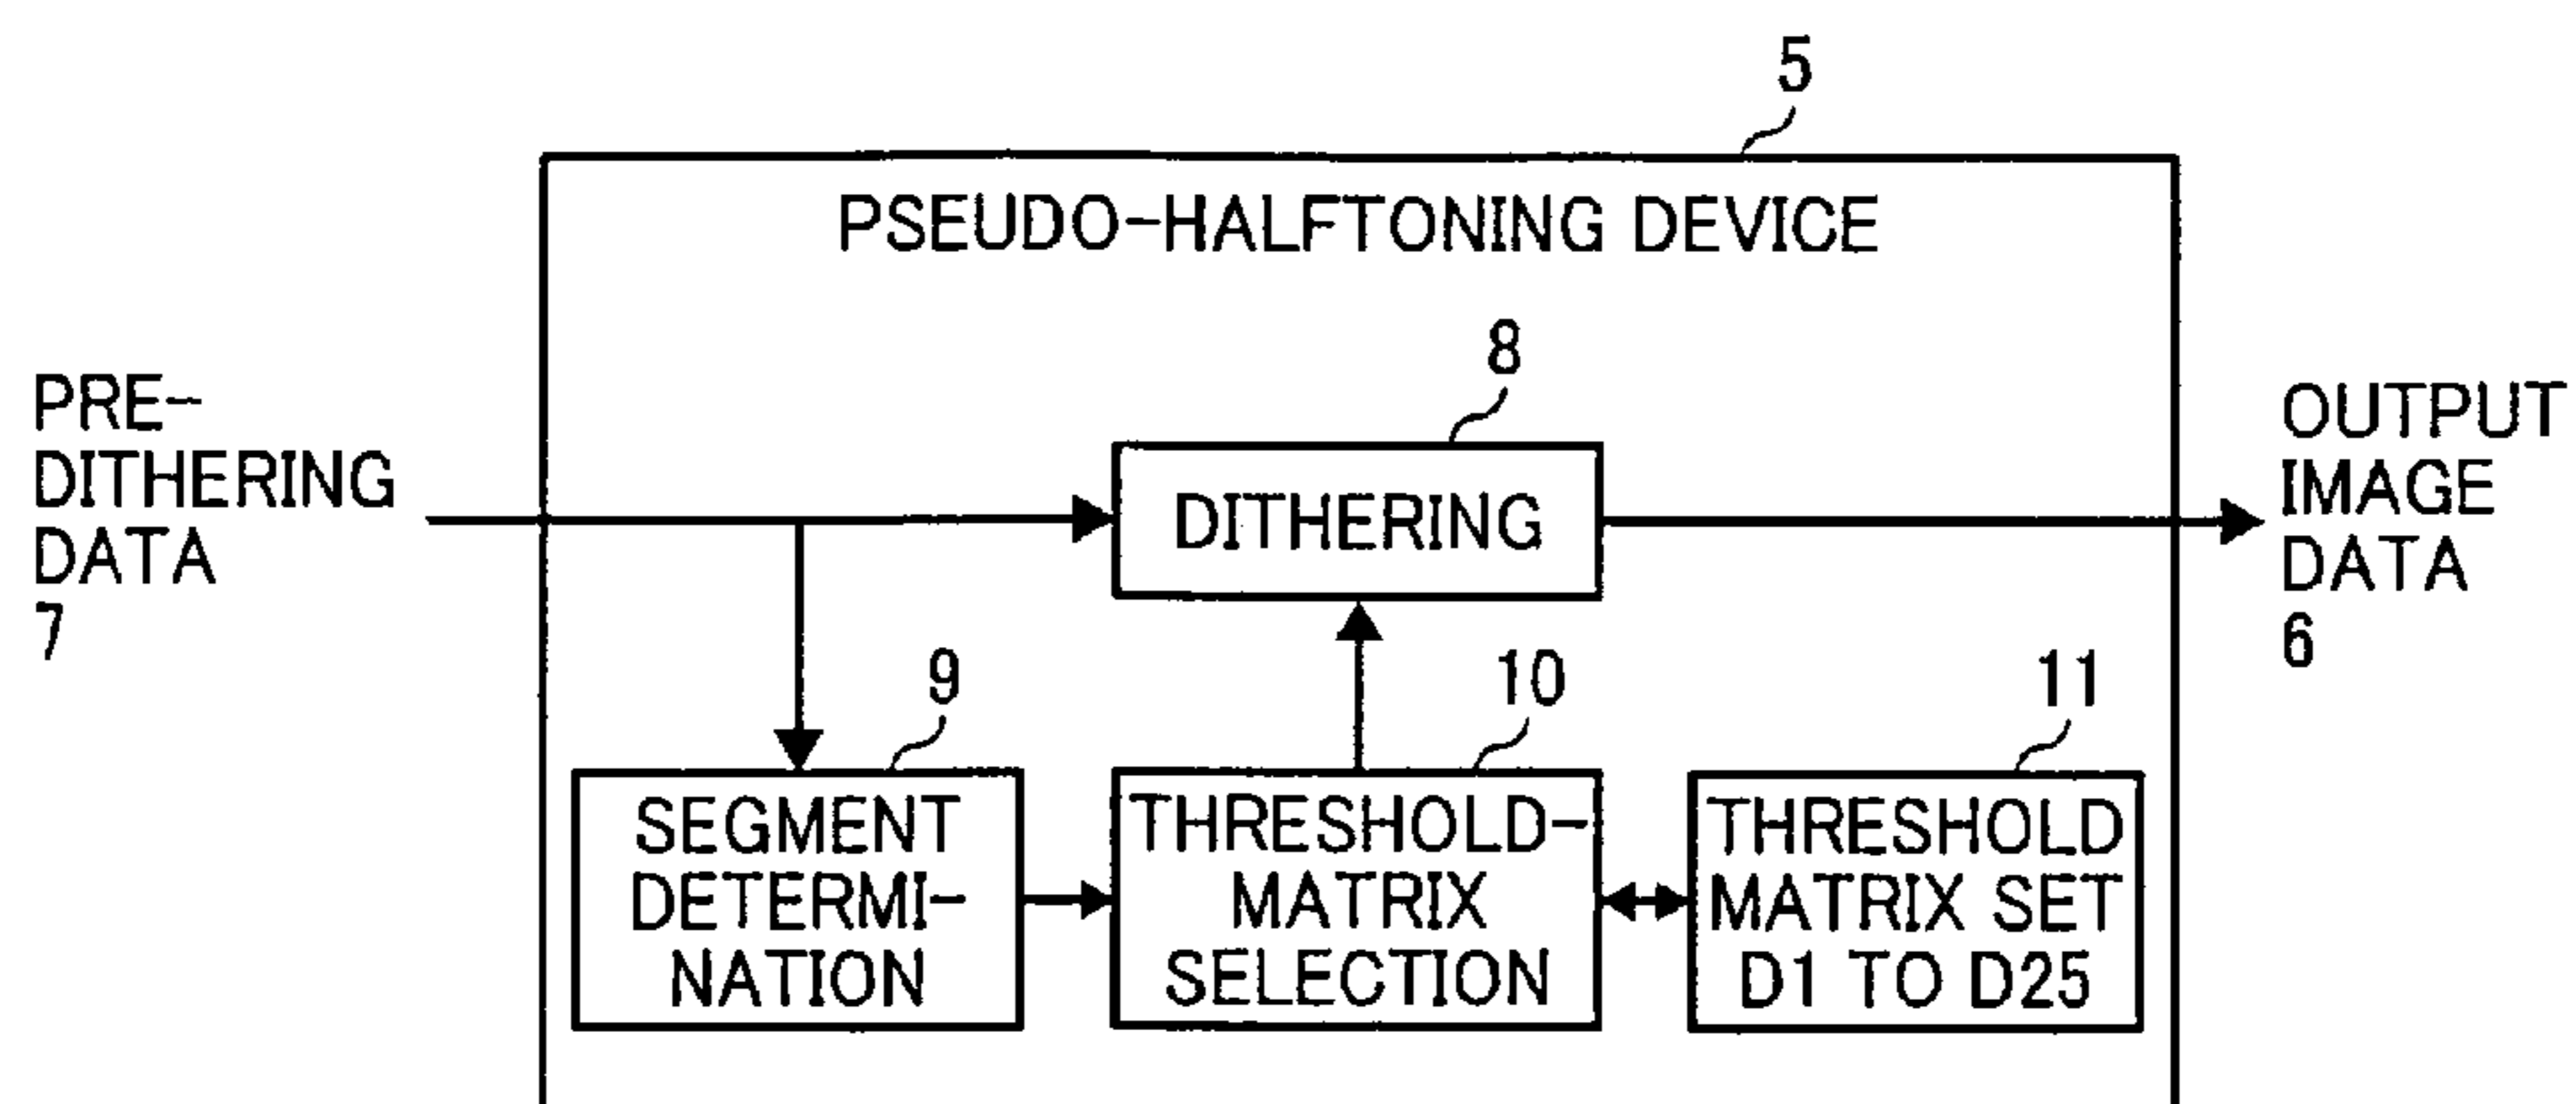 5
PSEUDO-HALFTONING DEVICE
PRE-
DITHERING
DATA
7
8
DITHERING
OUTPUT
IMAGE
DATA
6
9
SEGMENT
DETERMI-
NATION
10
THRESHOLD-
MATRIX
SELECTION
11
THRESHOLD
MATRIX SET
D1 TO D25